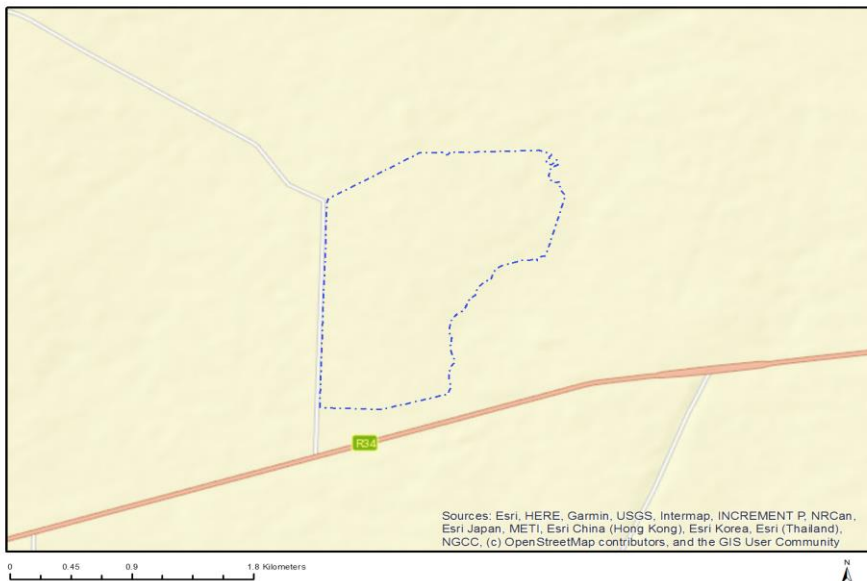 R34
Sources: Esri, HERE, Garmin, USGS, Intermap, INCREMENT P, NRCan,
Esri Japan, METI, Esri China (Hong Kong), Esri Korea, Esri (Thailand),
NGCC, (c) OpenStreetMap contributors, and the GIS User Community
0 0.45 0.9 1.8 Kilometers
N